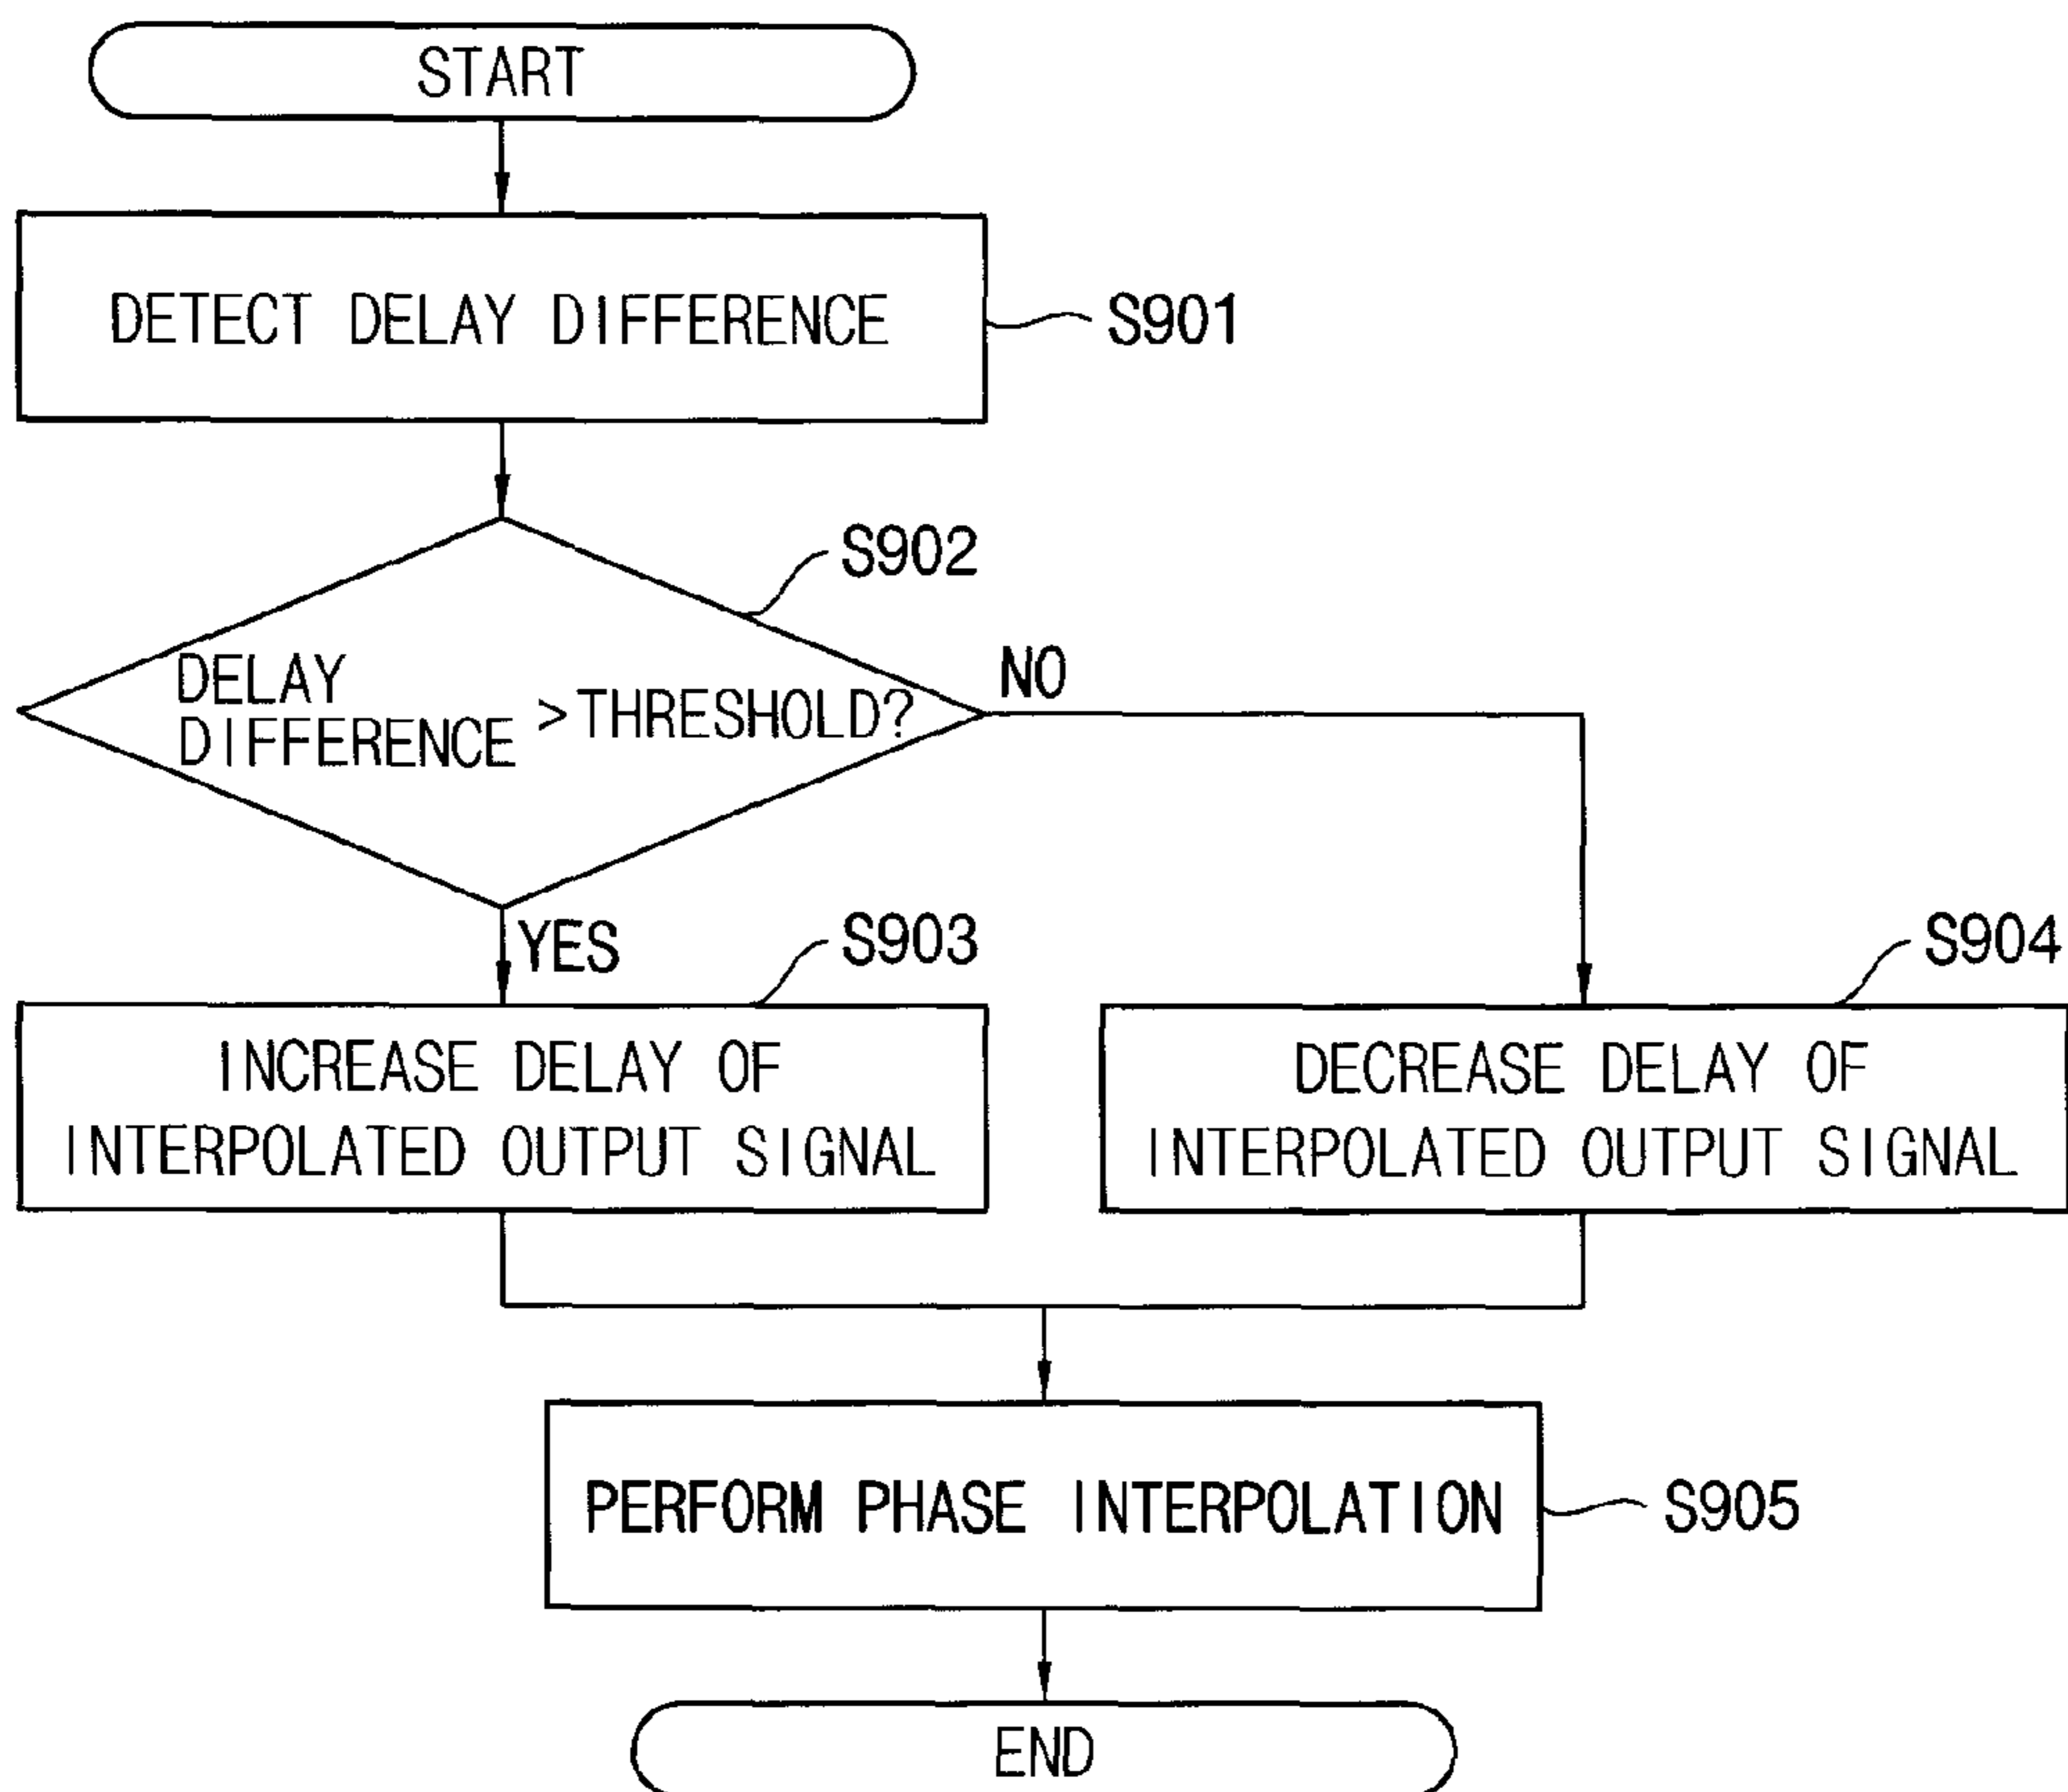 START
DETECT DELAY DIFFERENCE
S901
S902
DELAY
DIFFERENCE
>THRESHOLD?
NO
YES
S903
INCREASE DELAY OF
INTERPOLATED OUTPUT SIGNAL
S904
DECREASE DELAY OF
INTERPOLATED OUTPUT SIGNAL
PERFORM PHASE INTERPOLATION
S905
END